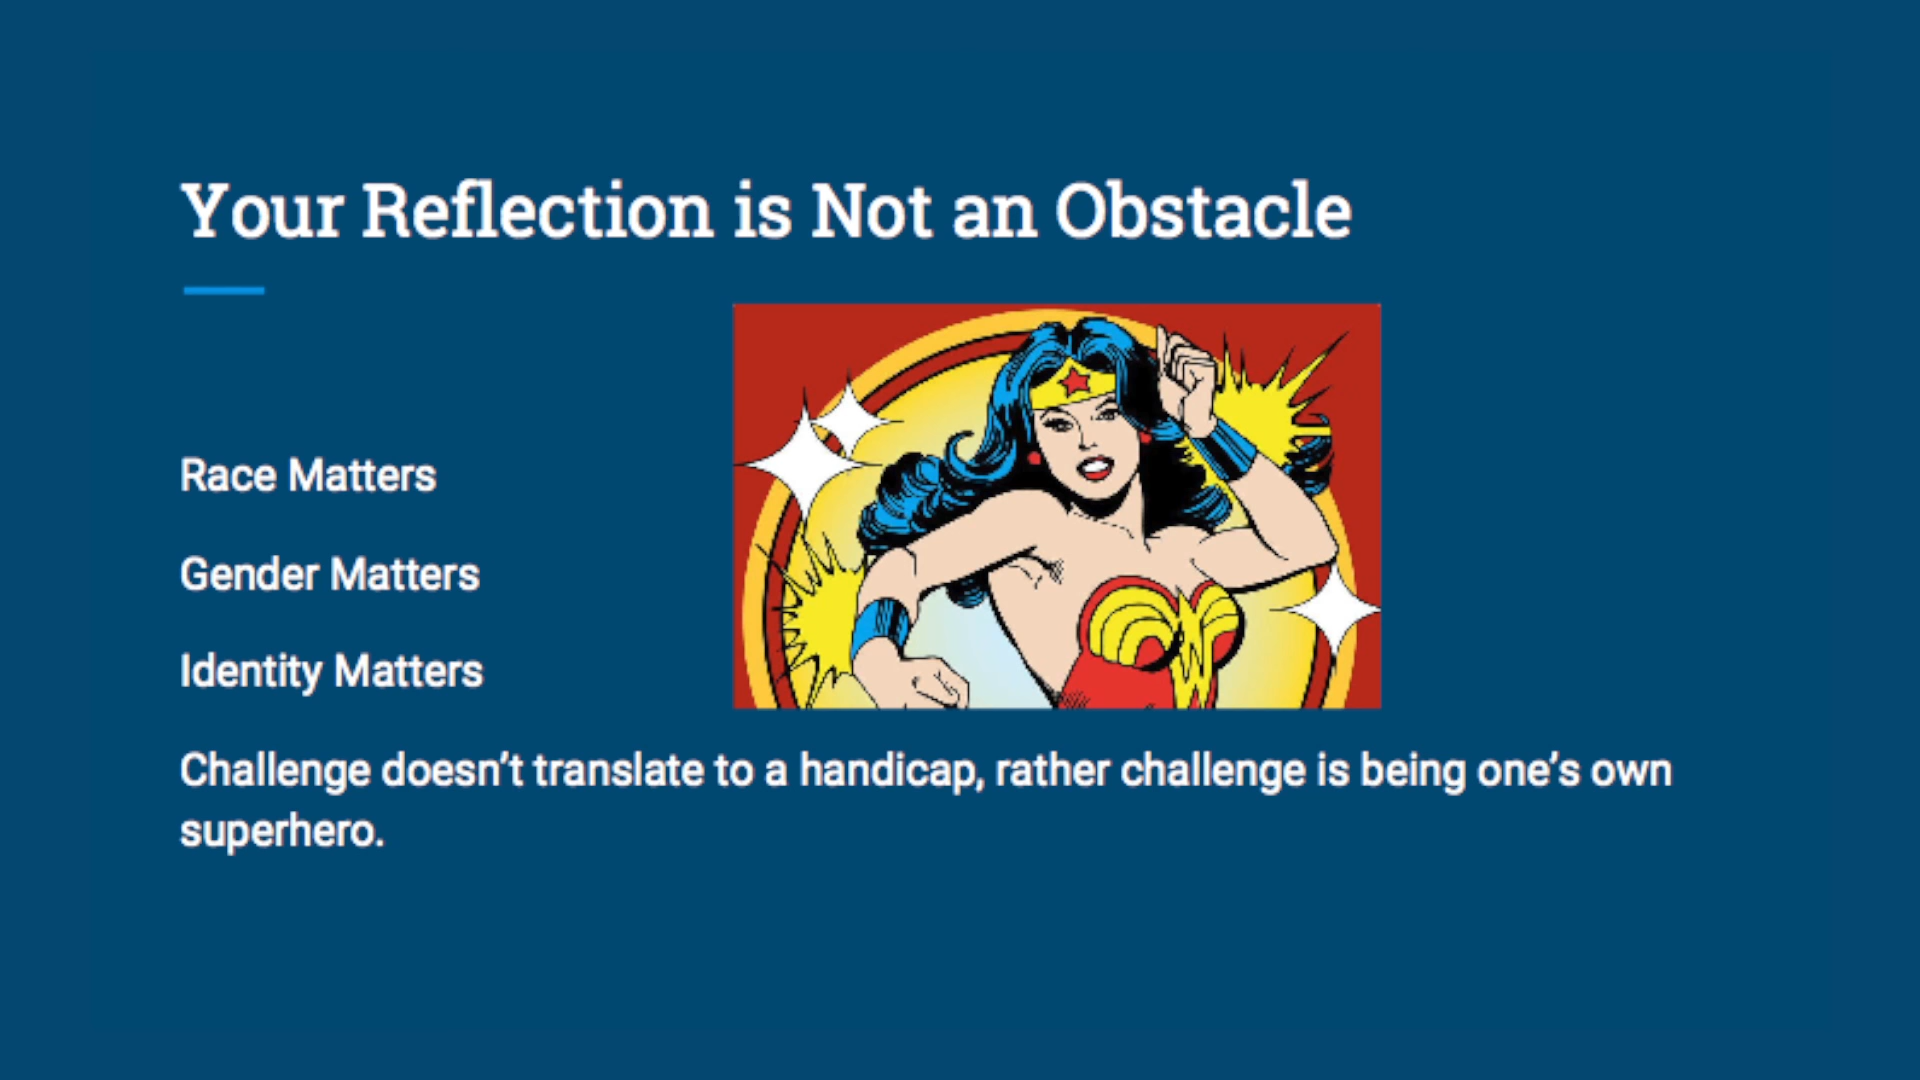 Your Reflection is Not an Obstacle
Race Matters
Gender Matters
Identity Matters
Challenge doesn’t translate to a handicap, rather challenge is being one’s own
superhero.